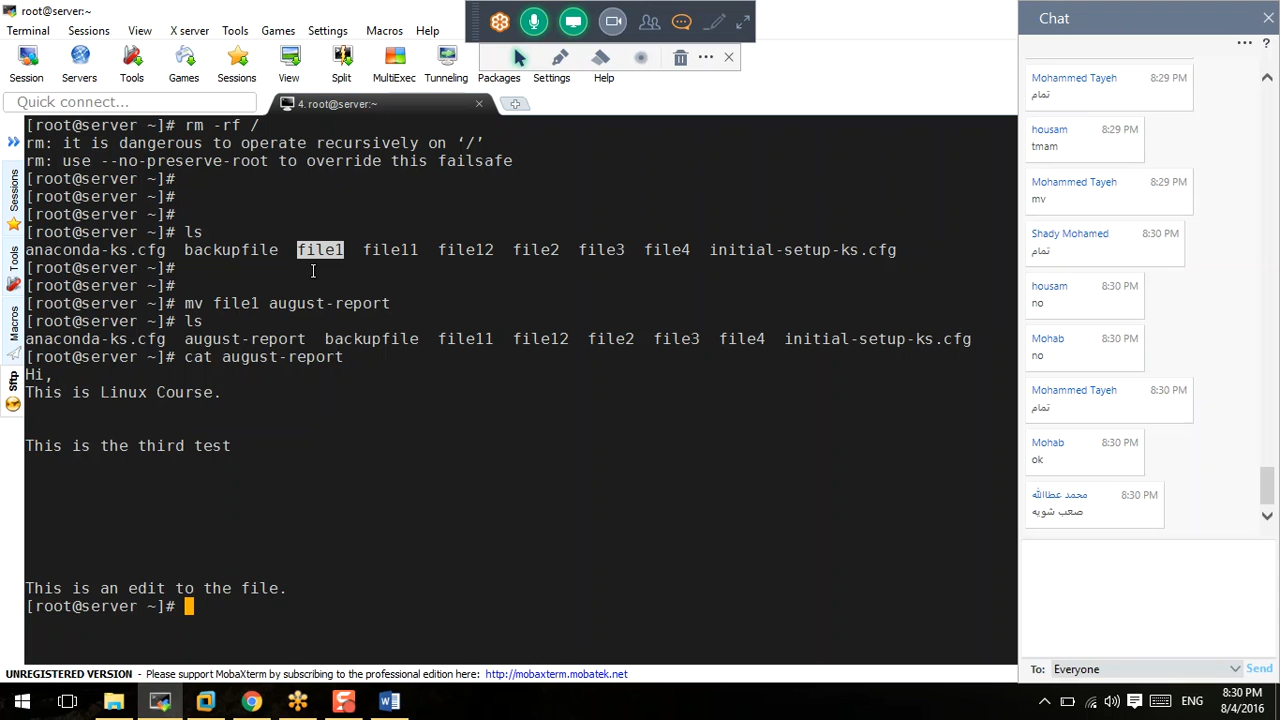 root@server:~
Terminal Sessions View X server Tools Games Settings Macros Help
Session Servers Tools Games Sessions View Split MultiExec Tunneling Packages Settings Help
Quick connect...
4. root@server:~
Sessions
Tools
Macros
Sftp
[root@server ~]# rm -rf /
rm: it is dangerous to operate recursively on ‘/’
rm: use --no-preserve-root to override this failsafe
[root@server ~]#
[root@server ~]#
[root@server ~]#
[root@server ~]# ls
anaconda-ks.cfg backupfile file1 file11 file12 file2 file3 file4 initial-setup-ks.cfg
[root@server ~]#
[root@server ~]#
[root@server ~]# mv file1 august-report
[root@server ~]# ls
anaconda-ks.cfg august-report backupfile file11 file12 file2 file3 file4 initial-setup-ks.cfg
[root@server ~]# cat august-report
Hi,
This is Linux Course.
This is the third test
This is an edit to the file.
[root@server ~]#
UNREGISTERED VERSION - Please support MobaXterm by subscribing to the professional edition here: http://mobaxterm.mobatek.net
Chat
Mohammed Tayeh 8:29 PM
تمام
housam 8:29 PM
tmam
Mohammed Tayeh 8:29 PM
mv
Shady Mohamed 8:30 PM
تمام
housam 8:30 PM
no
Mohab 8:30 PM
no
Mohammed Tayeh 8:30 PM
تمام
Mohab 8:30 PM
ok
محمد عطاالله 8:30 PM
صعب شويه
To: Everyone Send
ENG
8:30 PM
8/4/2016